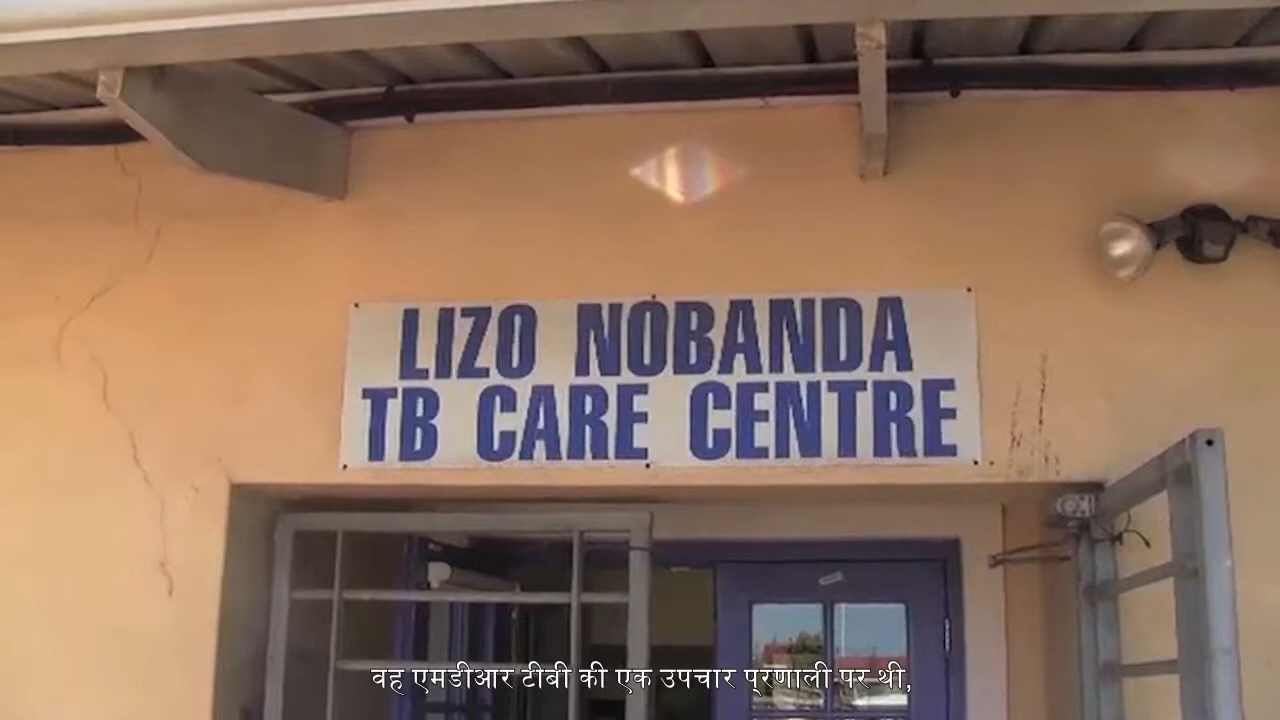 LIZO NOBANDA
TB CARE CENTRE
वह एमडीआर टीबी की एक उपचार प्रणाली पर थी,